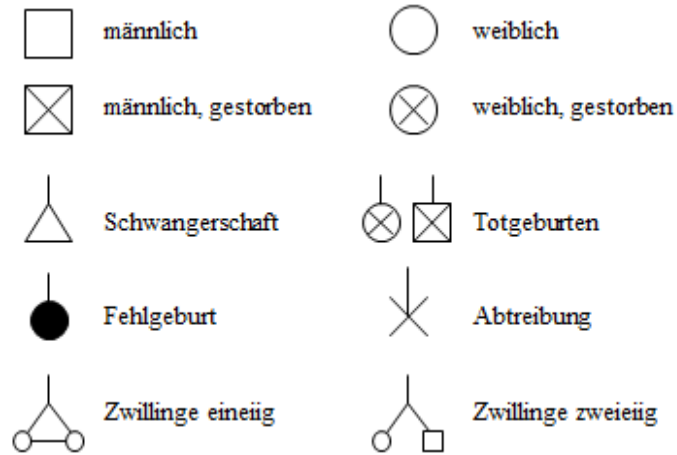 männlich
weiblich
männlich, gestorben
weiblich, gestorben
Schwangerschaft
Totgeburten
Fehlgeburt
Abtreibung
Zwillinge eineiig
Zwillinge zweieiig